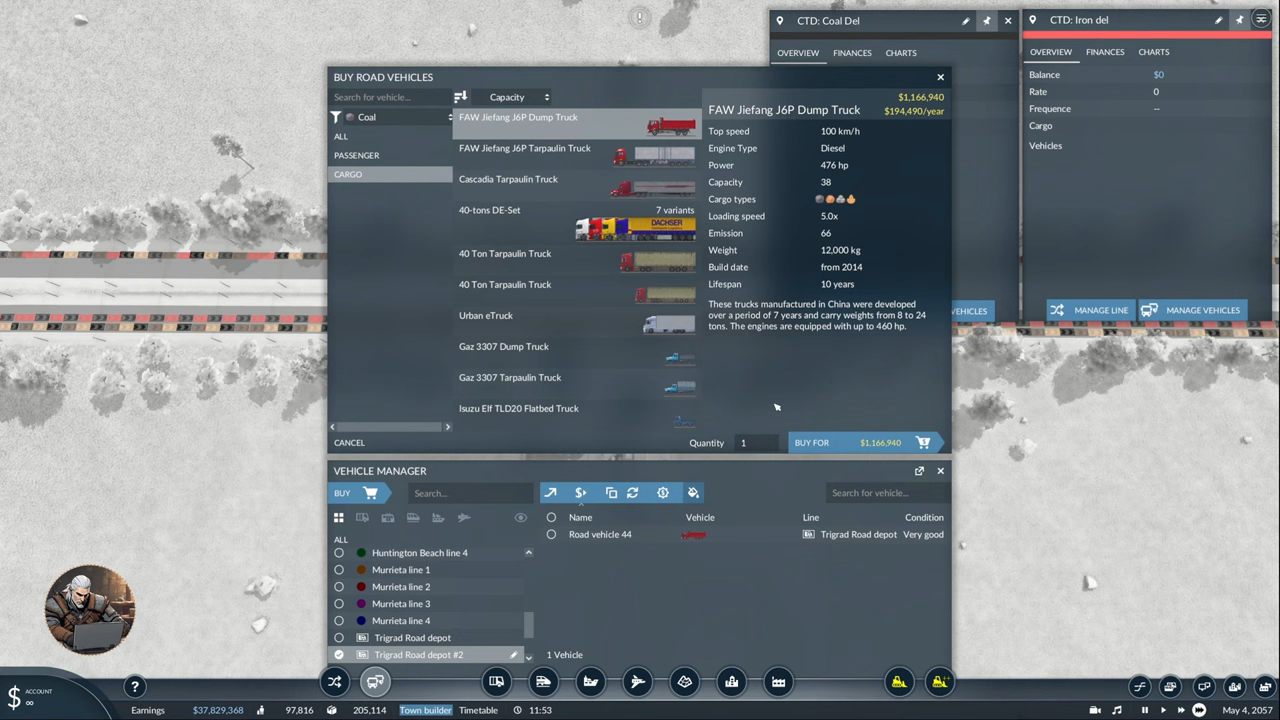 CTD: Coal Del
OVERVIEW FINANCES CHARTS
CTD: Iron del
OVERVIEW FINANCES CHARTS
Balance $0
Rate 0
Frequence --
Cargo
Vehicles
VEHICLES
MANAGE LINE MANAGE VEHICLES
BUY ROAD VEHICLES
Search for vehicle... Capacity
Coal
ALL
PASSENGER
CARGO
FAW Jiefang J6P Dump Truck
FAW Jiefang J6P Tarpaulin Truck
Cascadia Tarpaulin Truck
40-tons DE-Set 7 variants
DACHSER
40 Ton Tarpaulin Truck
40 Ton Tarpaulin Truck
Urban eTruck
Gaz 3307 Dump Truck
Gaz 3307 Tarpaulin Truck
Isuzu Elf TLD20 Flatbed Truck
$1,166,940
FAW Jiefang J6P Dump Truck $194,490/year
Top speed 100 km/h
Engine Type Diesel
Power 476 hp
Capacity 38
Cargo types
Loading speed 5.0x
Emission 66
Weight 12,000 kg
Build date from 2014
Lifespan 10 years
These trucks manufactured in China were developed
over a period of 7 years and carry weights from 8 to 24
tons. The engines are equipped with up to 460 hp.
CANCEL Quantity 1 BUY FOR $1,166,940
VEHICLE MANAGER
BUY Search... Search for vehicle...
Name Vehicle Line Condition
ALL
Road vehicle 44 Trigrad Road depot Very good
Huntington Beach line 4
Murrieta line 1
Murrieta line 2
Murrieta line 3
Murrieta line 4
Trigrad Road depot
Trigrad Road depot #2
1 Vehicle
$ ACCOUNT
∞
?
Earnings $37,829,368 97,816 205,114 Town builder Timetable 11:53 May 4, 2057